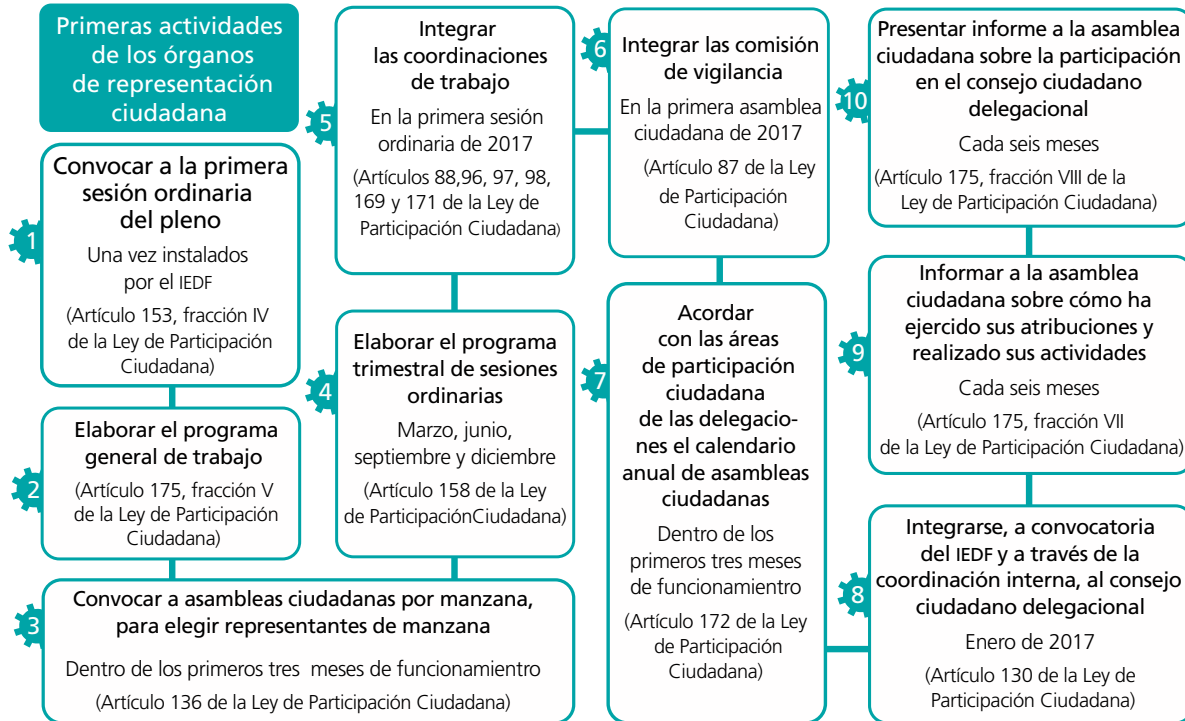 Primeras actividades
de los órganos
de representación
ciudadana
1
Convocar a la primera
sesión ordinaria
del pleno
Una vez instalados
por el IEDF
(Artículo 153, fracción IV
de la Ley de Participación
Ciudadana)
2
Elaborar el programa
general de trabajo
(Artículo 175, fracción V
de la Ley de Participación
Ciudadana)
3
Convocar a asambleas ciudadanas por manzana,
para elegir representantes de manzana
Dentro de los primeros tres meses de funcionamientro
(Artículo 136 de la Ley de Participación Ciudadana)
4
Elaborar el programa
trimestral de sesiones
ordinarias
Marzo, junio,
septiembre y diciembre
(Artículo 158 de la Ley
de ParticipaciónCiudadana)
5
Integrar
las coordinaciones
de trabajo
En la primera sesión
ordinaria de 2017
(Artículos 88,96, 97, 98,
169 y 171 de la Ley de
Participación Ciudadana)
6
Integrar las comisión
de vigilancia
En la primera asamblea
ciudadana de 2017
(Artículo 87 de la Ley
de Participación
Ciudadana)
7
Acordar
con las áreas
de participación
ciudadana
de las delegacio-
nes el calendario
anual de asambleas
ciudadanas
Dentro de los
primeros tres meses
de funcionamientro
(Artículo 172 de la Ley
de Participación
Ciudadana)
8
Integrarse, a convocatoria
del IEDF y a través de la
coordinación interna, al consejo
ciudadano delegacional
Enero de 2017
(Artículo 130 de la Ley de
Participación Ciudadana)
9
Informar a la asamblea
ciudadana sobre cómo ha
ejercido sus atribuciones y
realizado sus actividades
Cada seis meses
(Artículo 175, fracción VII
de la Ley de Participación Ciudadana)
10
Presentar informe a la asamblea
ciudadana sobre la participación
en el consejo ciudadano
delegacional
Cada seis meses
(Artículo 175, fracción VIII de la
Ley de Participación Ciudadana)